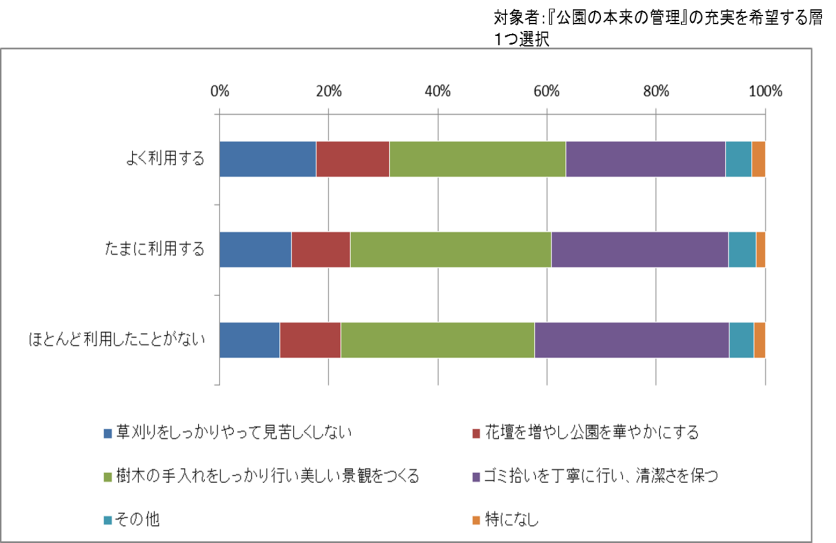 対象者:『公園の本来の管理』の充実を希望する層
1つ選択
0% 20% 40% 60% 80% 100%
よく利用する
たまに利用する
ほとんど利用したことがない
草刈りをしっかりやって見苦しくしない 花壇を増やし公園を華やかにする
樹木の手入れをしっかり行い美しい景観をつくる ゴミ拾いを丁寧に行い、清潔さを保つ
その他 特になし